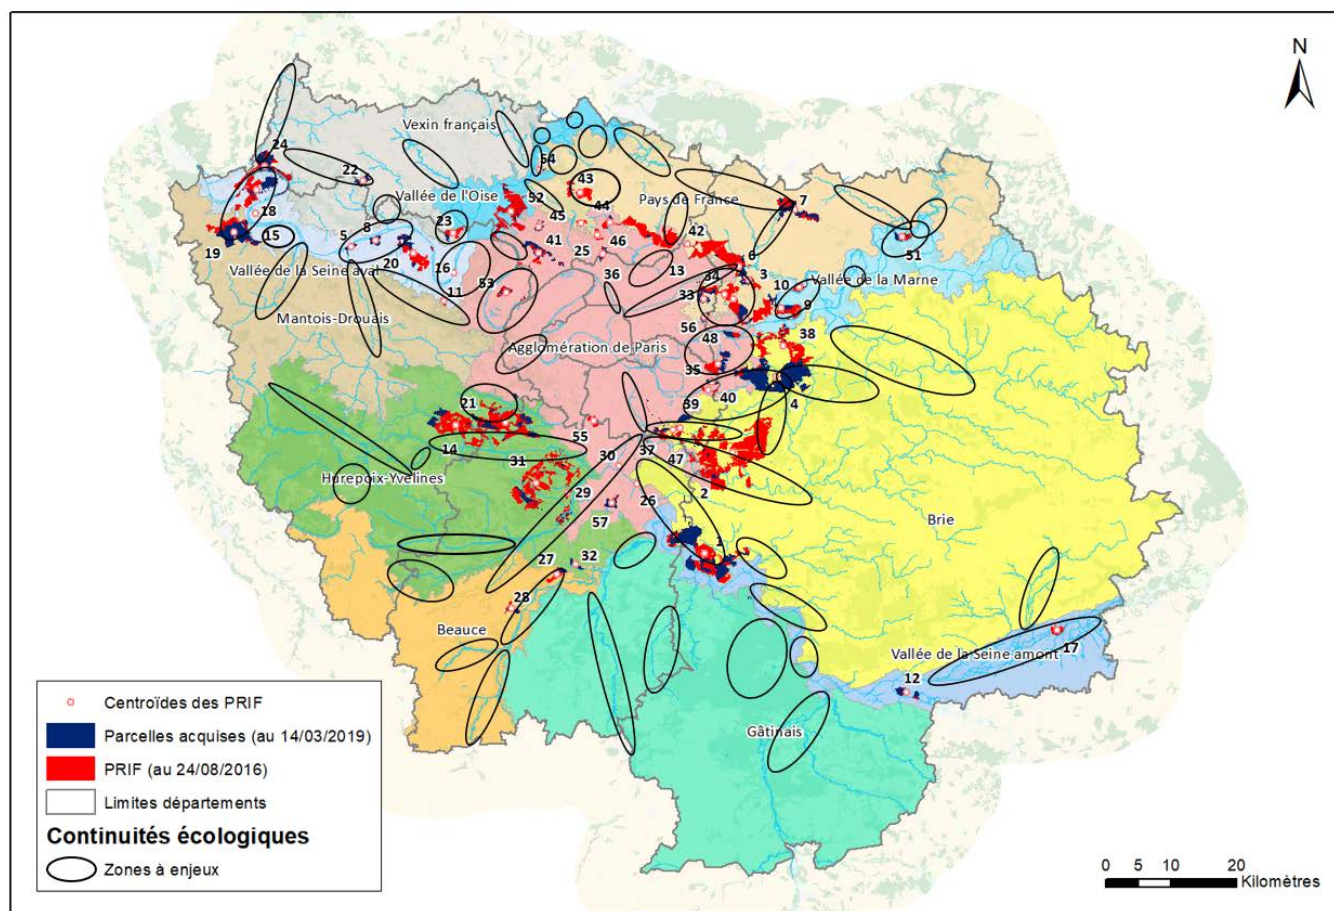 N
24
Vexin français
54
22
43
7
Vallée de l'Oise
52
Pays de France
44
18
45
8
23
46
42
19
15
5
41
25
51
Vallée de la Seine aval
20
16
36
13
34
6
3
10
Vallée de la Marne
11
53
33
9
Mantois-Drouais
56
38
Agglomération de Paris
48
35
21
39
40
4
55
14
31
30
37
47
Hurepoix-Yvelines
29
26
2
57
Brie
1
27
32
28
Beauce
Vallée de la Seine amont
17
12
Gâtinais
Centroïdes des PRIF
Parcelles acquises (au 14/03/2019)
PRIF (au 24/08/2016)
Limites départements
Continuités écologiques
Zones à enjeux
0 5 10 20
Kilomètres